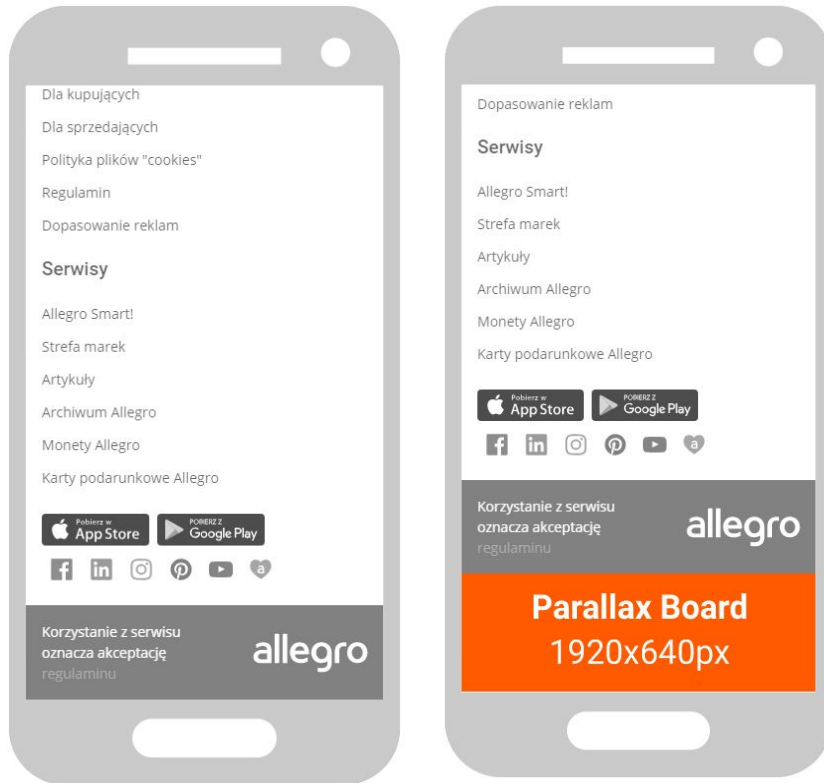 Dla kupujących
Dla sprzedających
Polityka plików "cookies"
Regulamin
Dopasowanie reklam
Serwisy
Allegro Smart!
Strefa marek
Artykuły
Archiwum Allegro
Monety Allegro
Karty podarunkowe Allegro
Pobierz w
App Store
POBIERZ Z
Google Play
Korzystanie z serwisu
oznacza akceptację
regulaminu
allegro
Dopasowanie reklam
Serwisy
Allegro Smart!
Strefa marek
Artykuły
Archiwum Allegro
Monety Allegro
Karty podarunkowe Allegro
Pobierz w
App Store
POBIERZ Z
Google Play
Korzystanie z serwisu
oznacza akceptację
regulaminu
allegro
Parallax Board
1920x640px